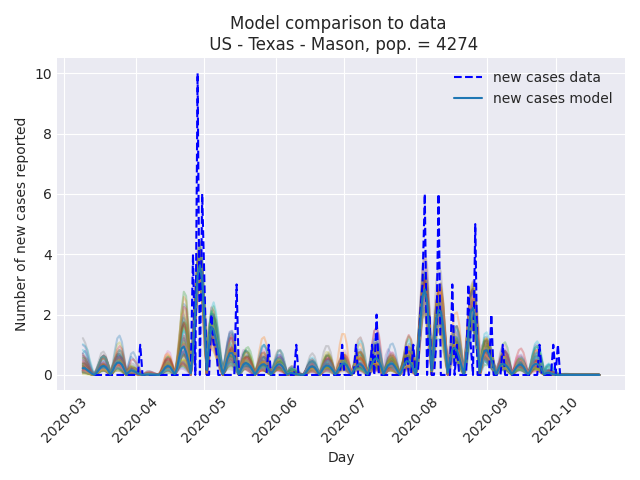 Model comparison to data
US - Texas - Mason, pop. = 4274
new cases data
new cases model
Number of new cases reported
10
8
6
4
2
0
2020-03
2020-04
2020-05
2020-06
2020-07
2020-08
2020-09
2020-10
Day